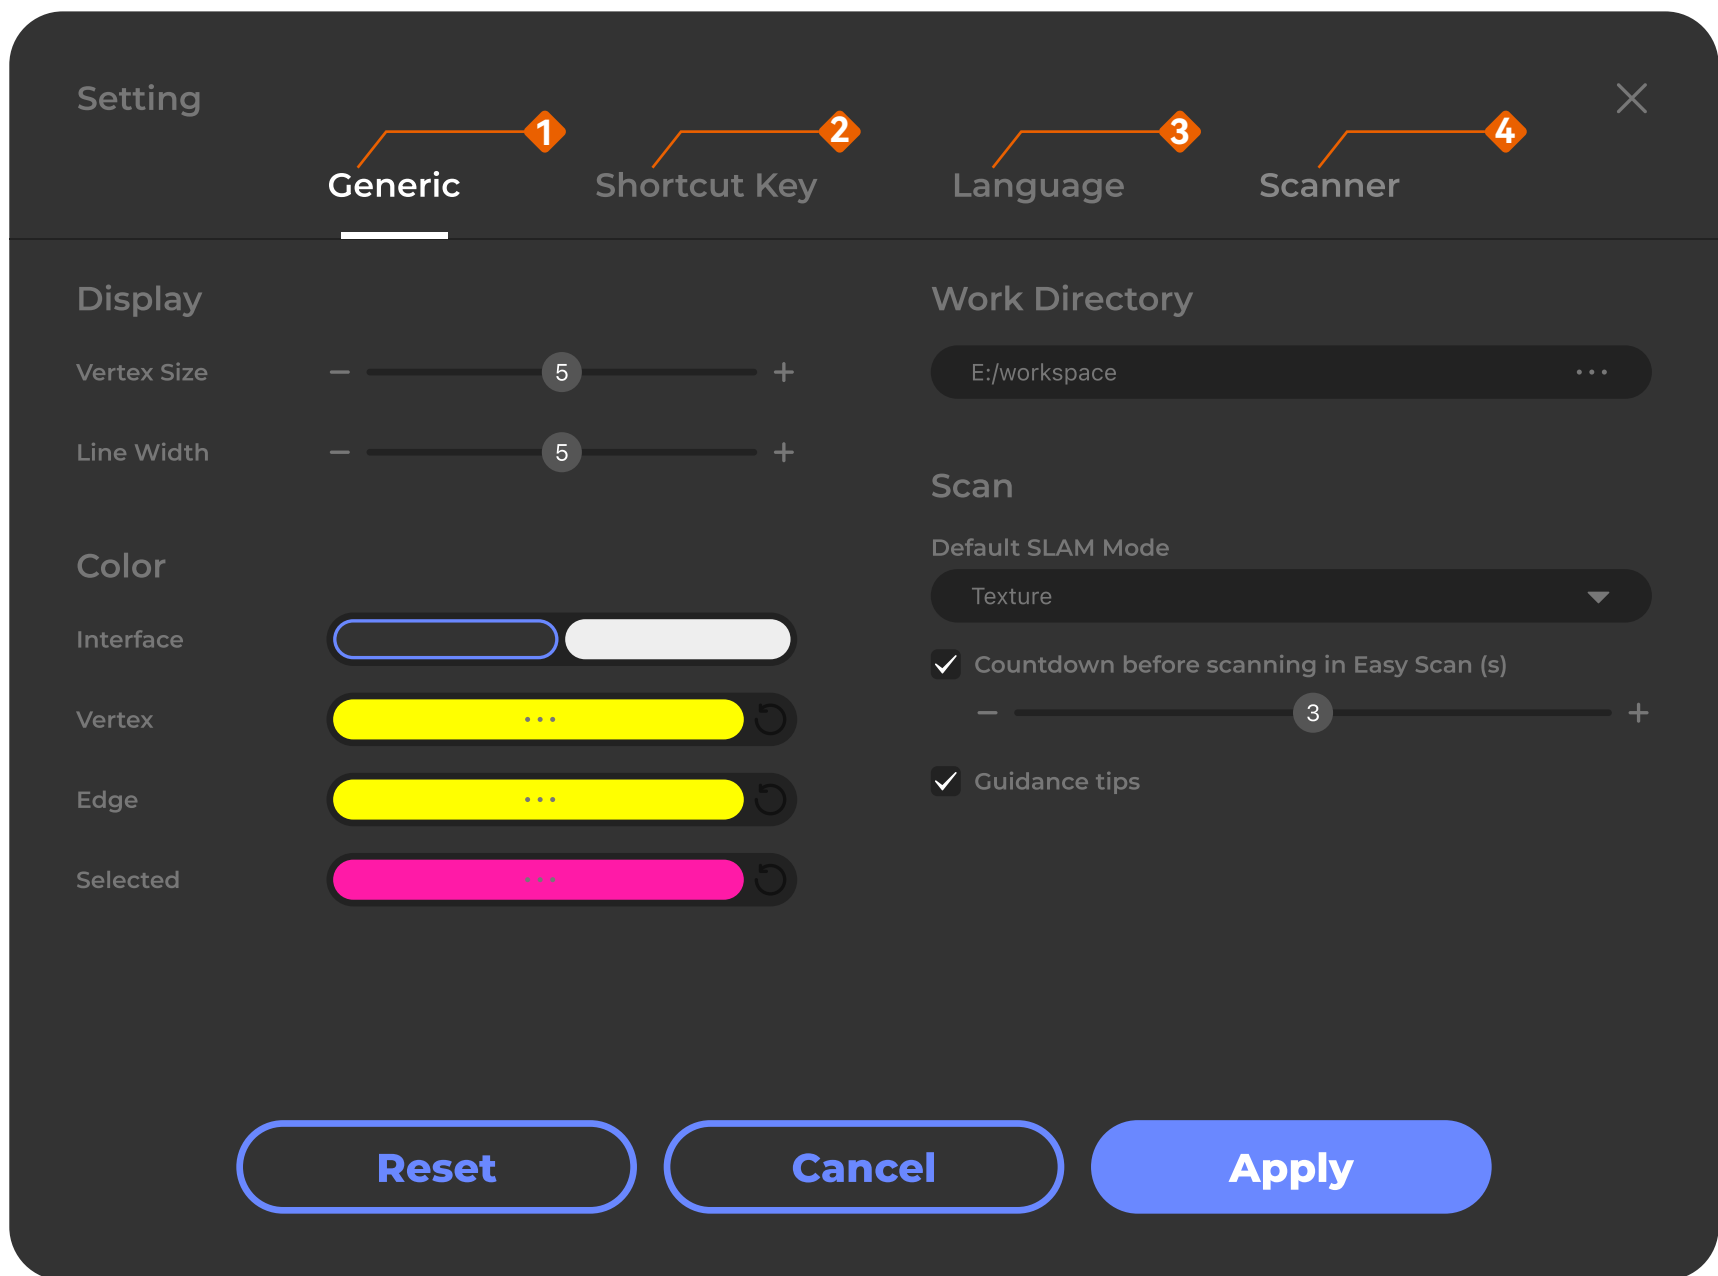 Setting
1 2 3 4
Generic Shortcut Key Language Scanner
Display
Vertex Size 5
Line Width 5
Color
Interface
Vertex ...
Edge ...
Selected ...
Work Directory
E:/workspace ...
Scan
Default SLAM Mode
Texture
Countdown before scanning in Easy Scan (s)
3
Guidance tips
Reset Cancel Apply